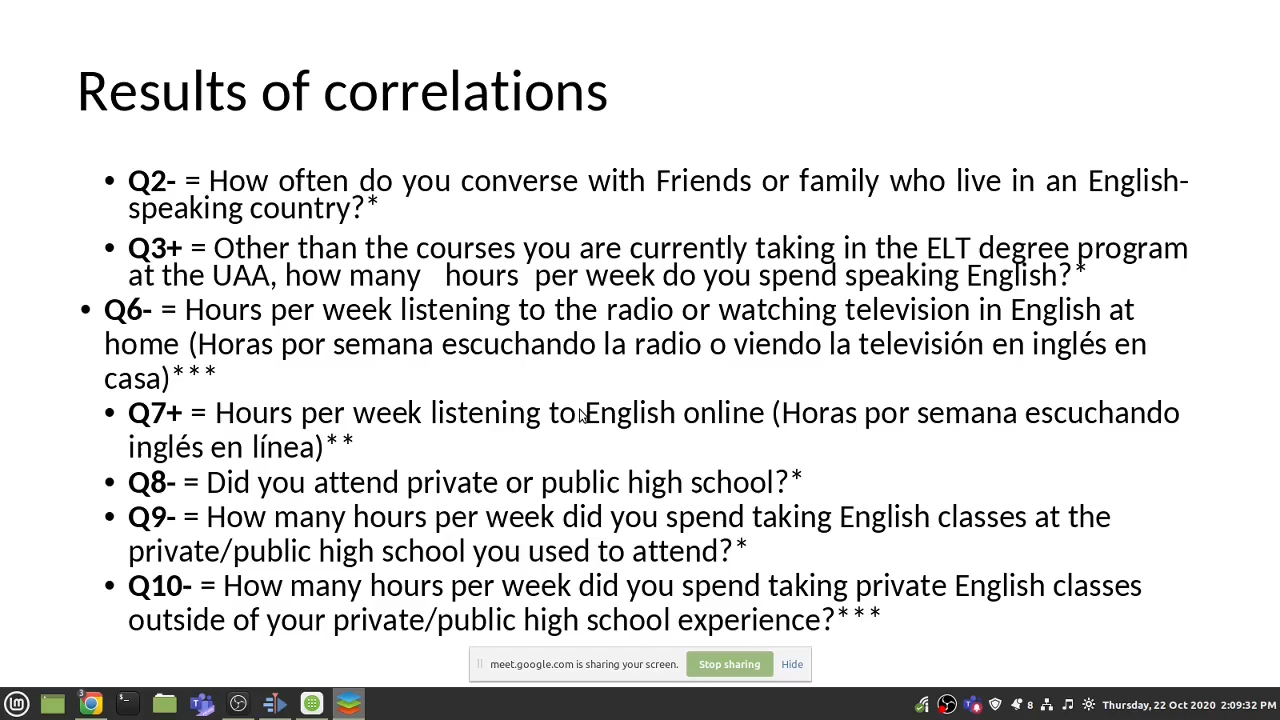 Results of correlations
• Q2- = How often do you converse with Friends or family who live in an English-
speaking country?*
• Q3+ = Other than the courses you are currently taking in the ELT degree program
at the UAA, how many hours per week do you spend speaking English?*
• Q6- = Hours per week listening to the radio or watching television in English at
home (Horas por semana escuchando la radio o viendo la televisión en inglés en
casa)***
• Q7+ = Hours per week listening to English online (Horas por semana escuchando
inglés en línea)**
• Q8- = Did you attend private or public high school?*
• Q9- = How many hours per week did you spend taking English classes at the
private/public high school you used to attend?*
• Q10- = How many hours per week did you spend taking private English classes
outside of your private/public high school experience?***
meet.google.com is sharing your screen. Stop sharing Hide
3
8 Thursday, 22 Oct 2020 2:09:32 PM